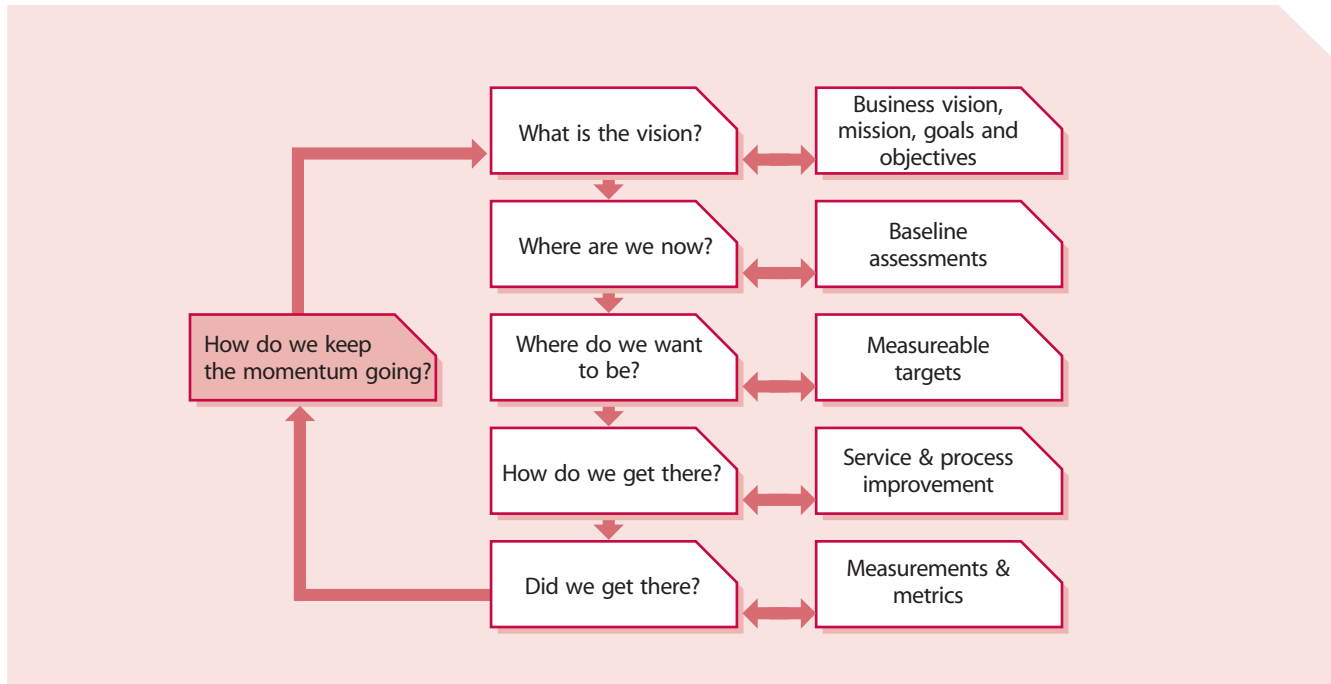 What is the vision?
Business vision,
mission, goals and
objectives
Where are we now?
Baseline
assessments
How do we keep
the momentum going?
Where do we want
to be?
Measureable
targets
How do we get there?
Service & process
improvement
Did we get there?
Measurements &
metrics